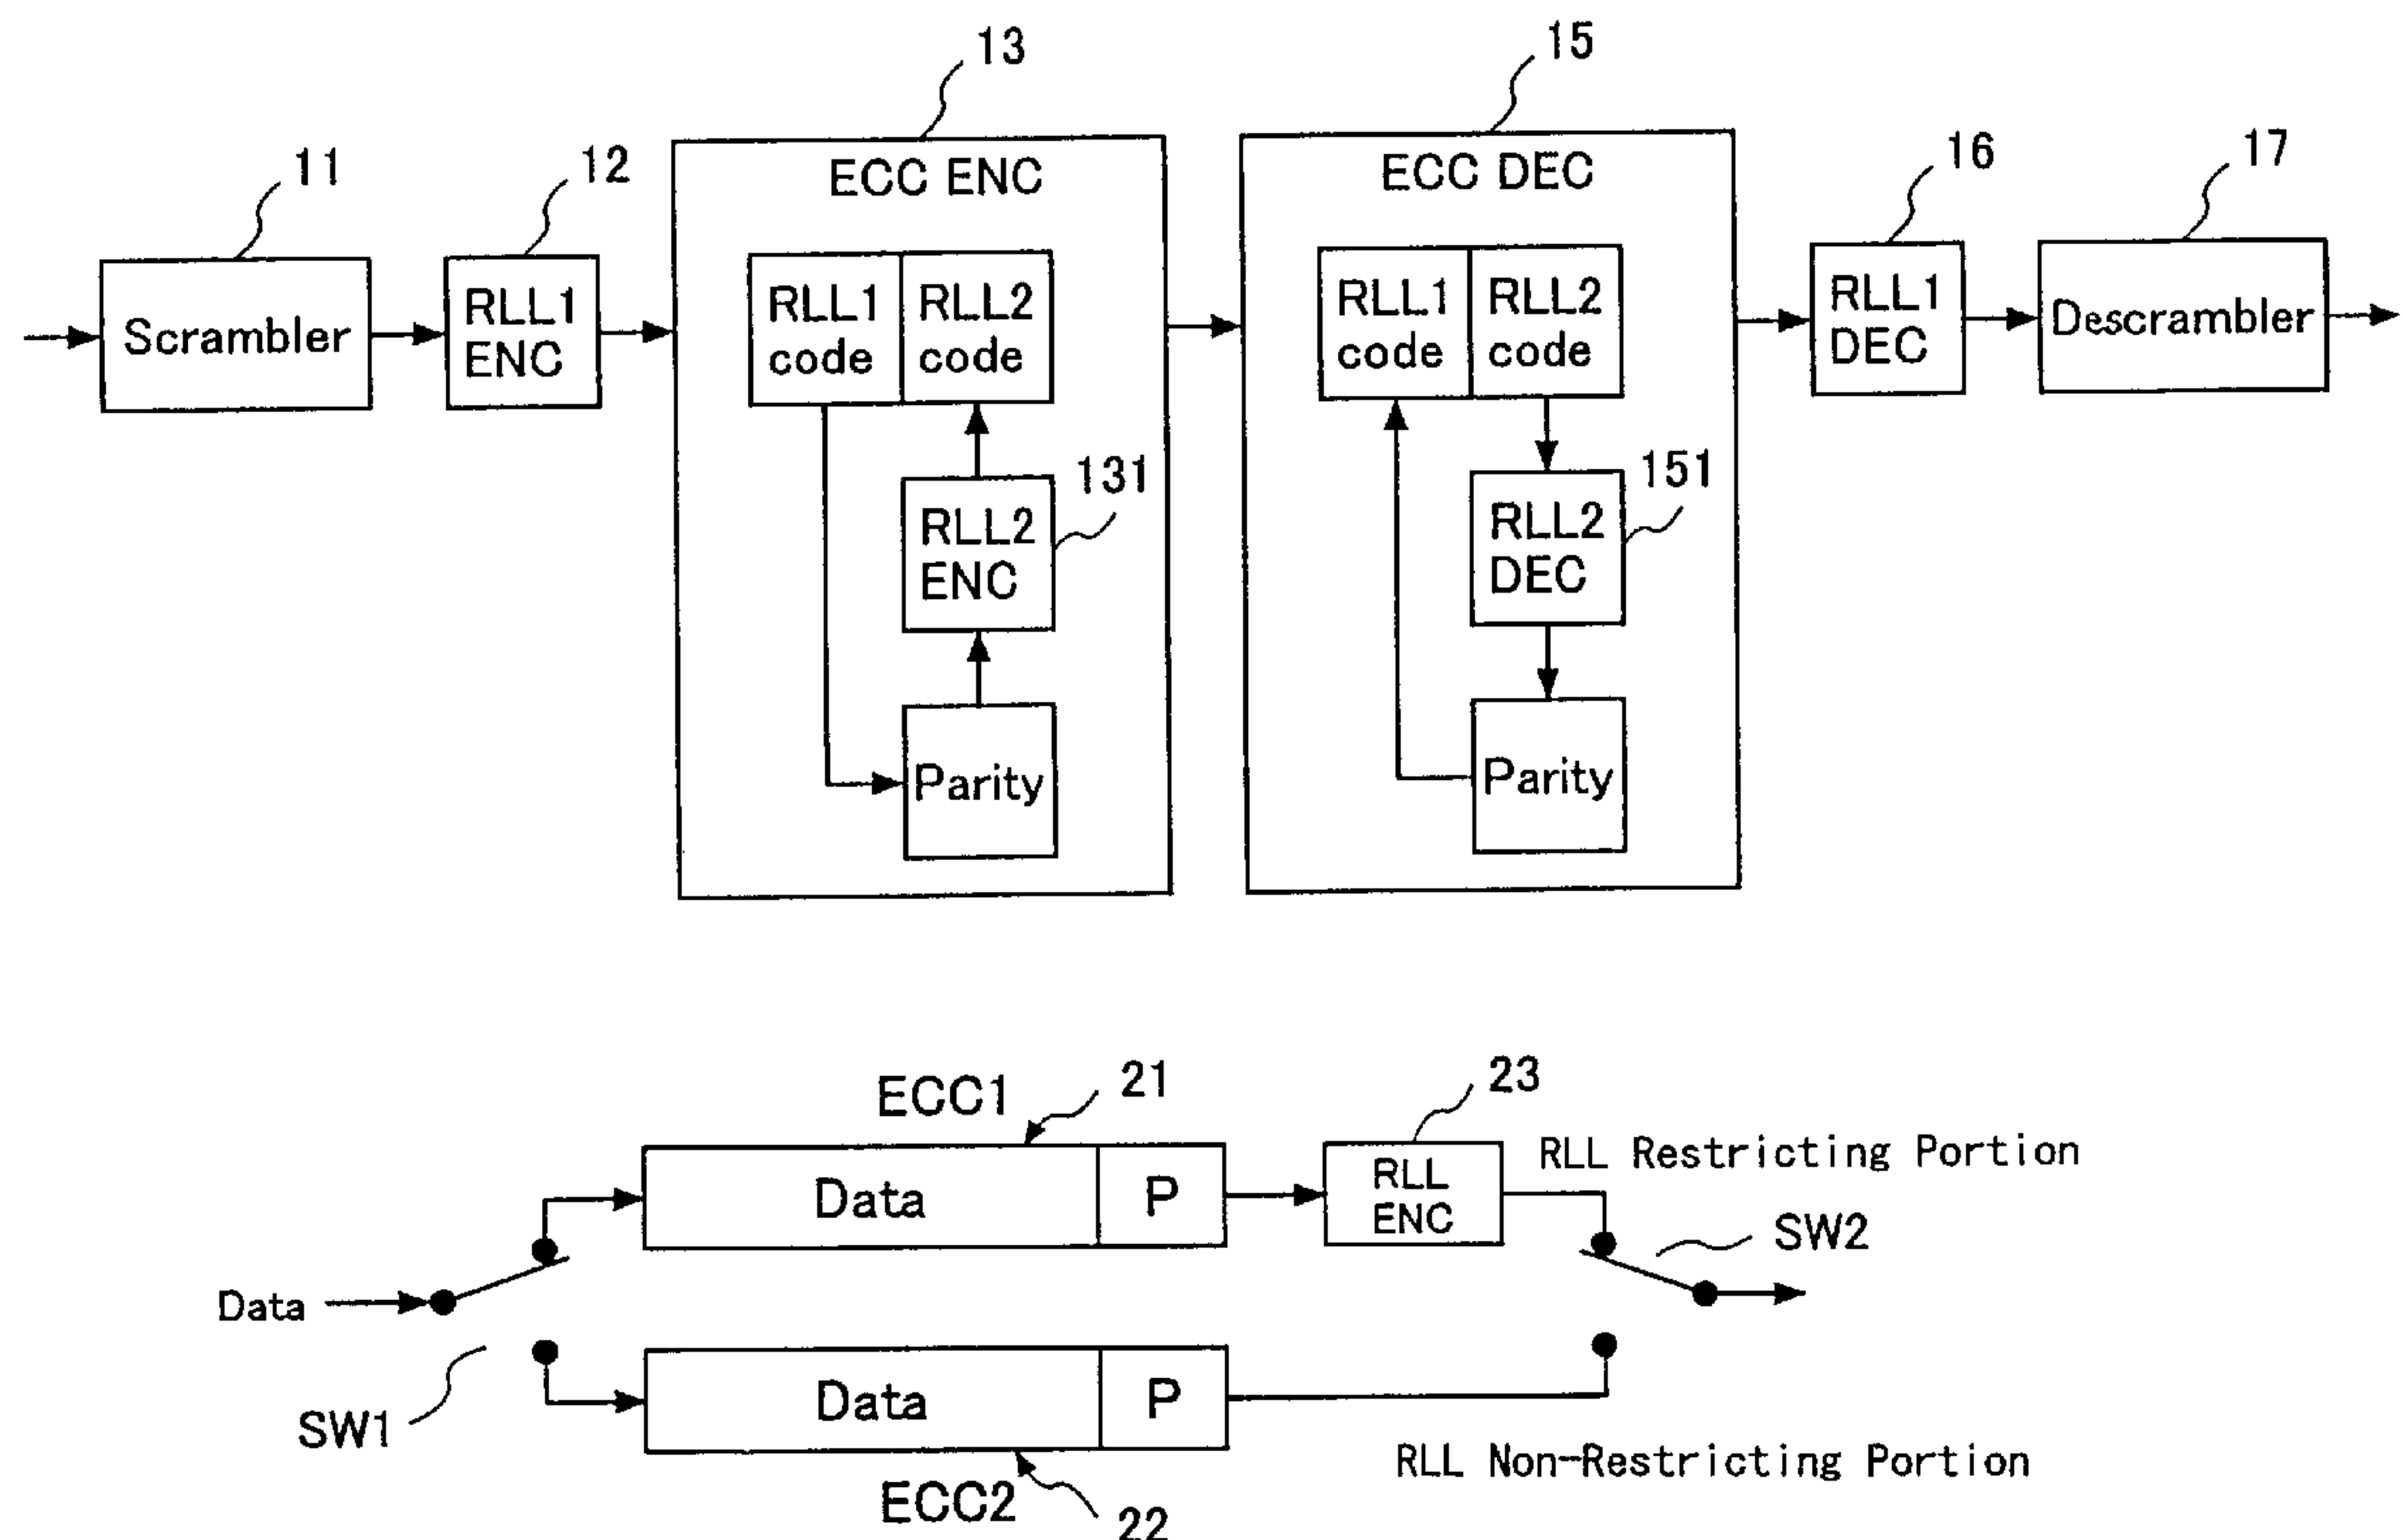 13
15
11
12
16
17
ECC ENC
ECC DEC
Scrambler
RLL1
ENC
RLL1
code
RLL2
code
RLL1
code
RLL2
code
RLL1
DEC
Descrambler
131
151
RLL2
ENC
RLL2
DEC
Parity
Parity
ECC1
21
23
RLL Restricting Portion
Data
P
RLL
ENC
SW2
Data
SW1
Data
P
RLL Non-Restricting Portion
ECC2
22